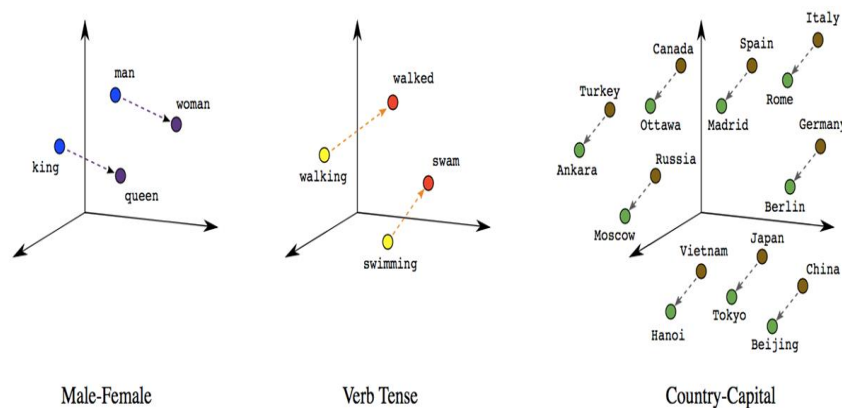 man
woman
king
queen
Male-Female
walked
swam
walking
swimming
Verb Tense
Italy
Canada
Spain
Turkey
Ottawa
Madrid
Rome
Germany
Ankara
Russia
Berlin
Moscow
Vietnam
Japan
China
Hanoi
Tokyo
Beijing
Country-Capital